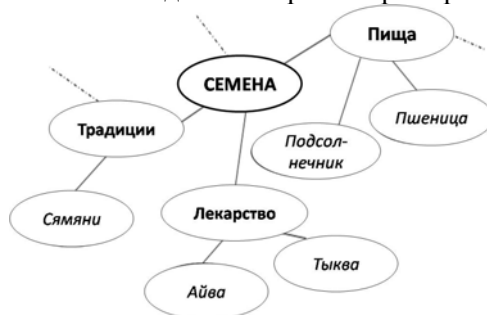 Пища
СЕМЕНА
Традиции
Пшеница
Подсол-
нечник
Сямяни
Лекарство
Тыква
Айва